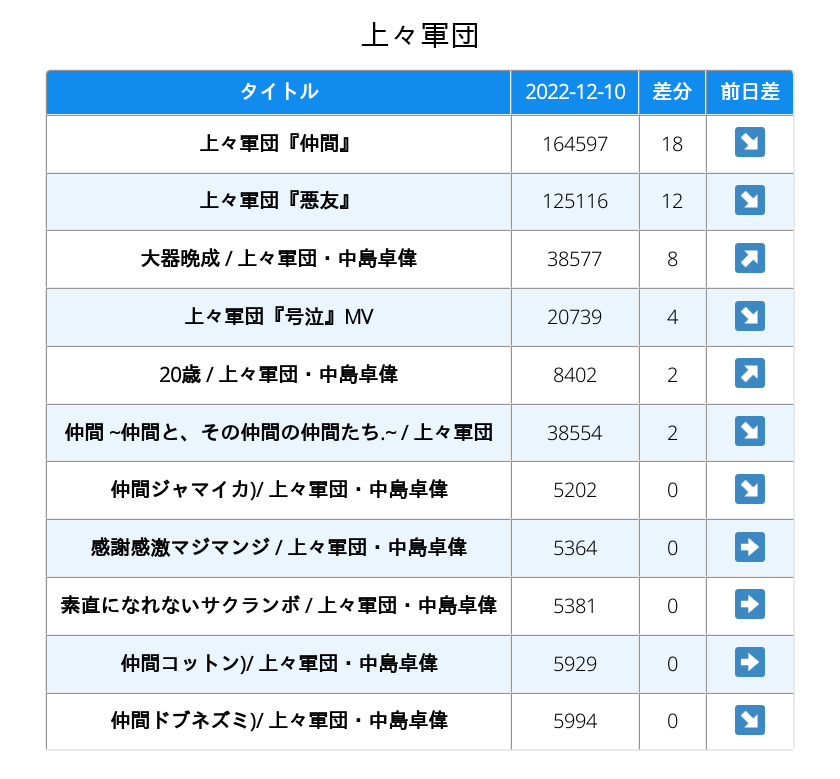 上々軍団
タイトル 2022-12-10 差分 前日差
上々軍団『仲間』 164597 18 ↘
上々軍団『悪友』 125116 12 ↘
大器晩成 / 上々軍団・中島卓偉 38577 8 ↗
上々軍団『号泣』MV 20739 4 ↘
20歳 / 上々軍団・中島卓偉 8402 2 ↗
仲間 ~仲間と、その仲間の仲間たち.~ / 上々軍団 38554 2 ↘
仲間ジャマイカ)/ 上々軍団・中島卓偉 5202 0 ↘
感謝感激マジマンジ / 上々軍団・中島卓偉 5364 0 ➡
素直になれないサクランボ / 上々軍団・中島卓偉 5381 0 ➡
仲間コットン)/ 上々軍団・中島卓偉 5929 0 ➡
仲間ドブネズミ)/ 上々軍団・中島卓偉 5994 0 ↘